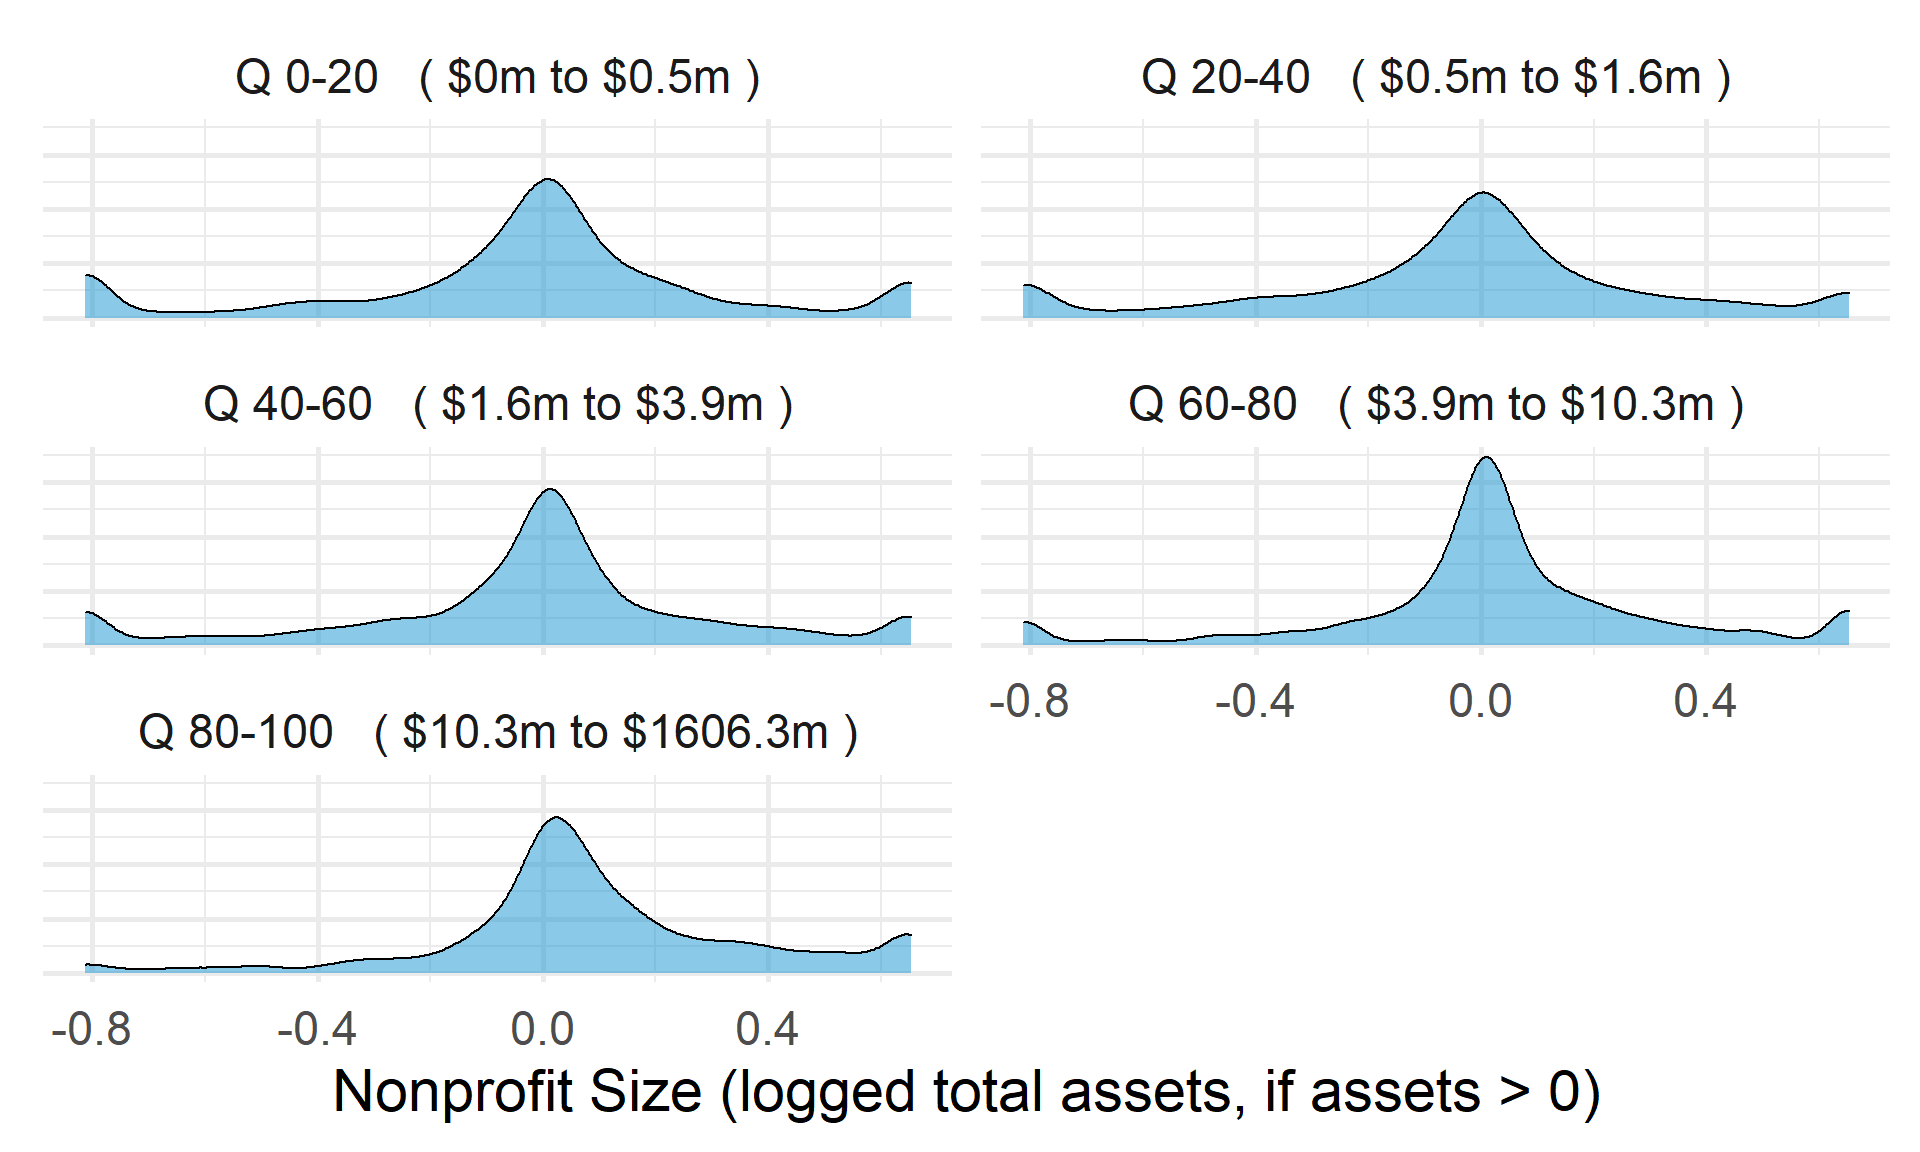 Q 0-20 ( $0m to $0.5m )
Q 20-40 ( $0.5m to $1.6m )
Q 40-60 ( $1.6m to $3.9m )
Q 60-80 ( $3.9m to $10.3m )
-0.8 -0.4 0.0 0.4
Q 80-100 ( $10.3m to $1606.3m )
-0.8 -0.4 0.0 0.4
Nonprofit Size (logged total assets, if assets > 0)